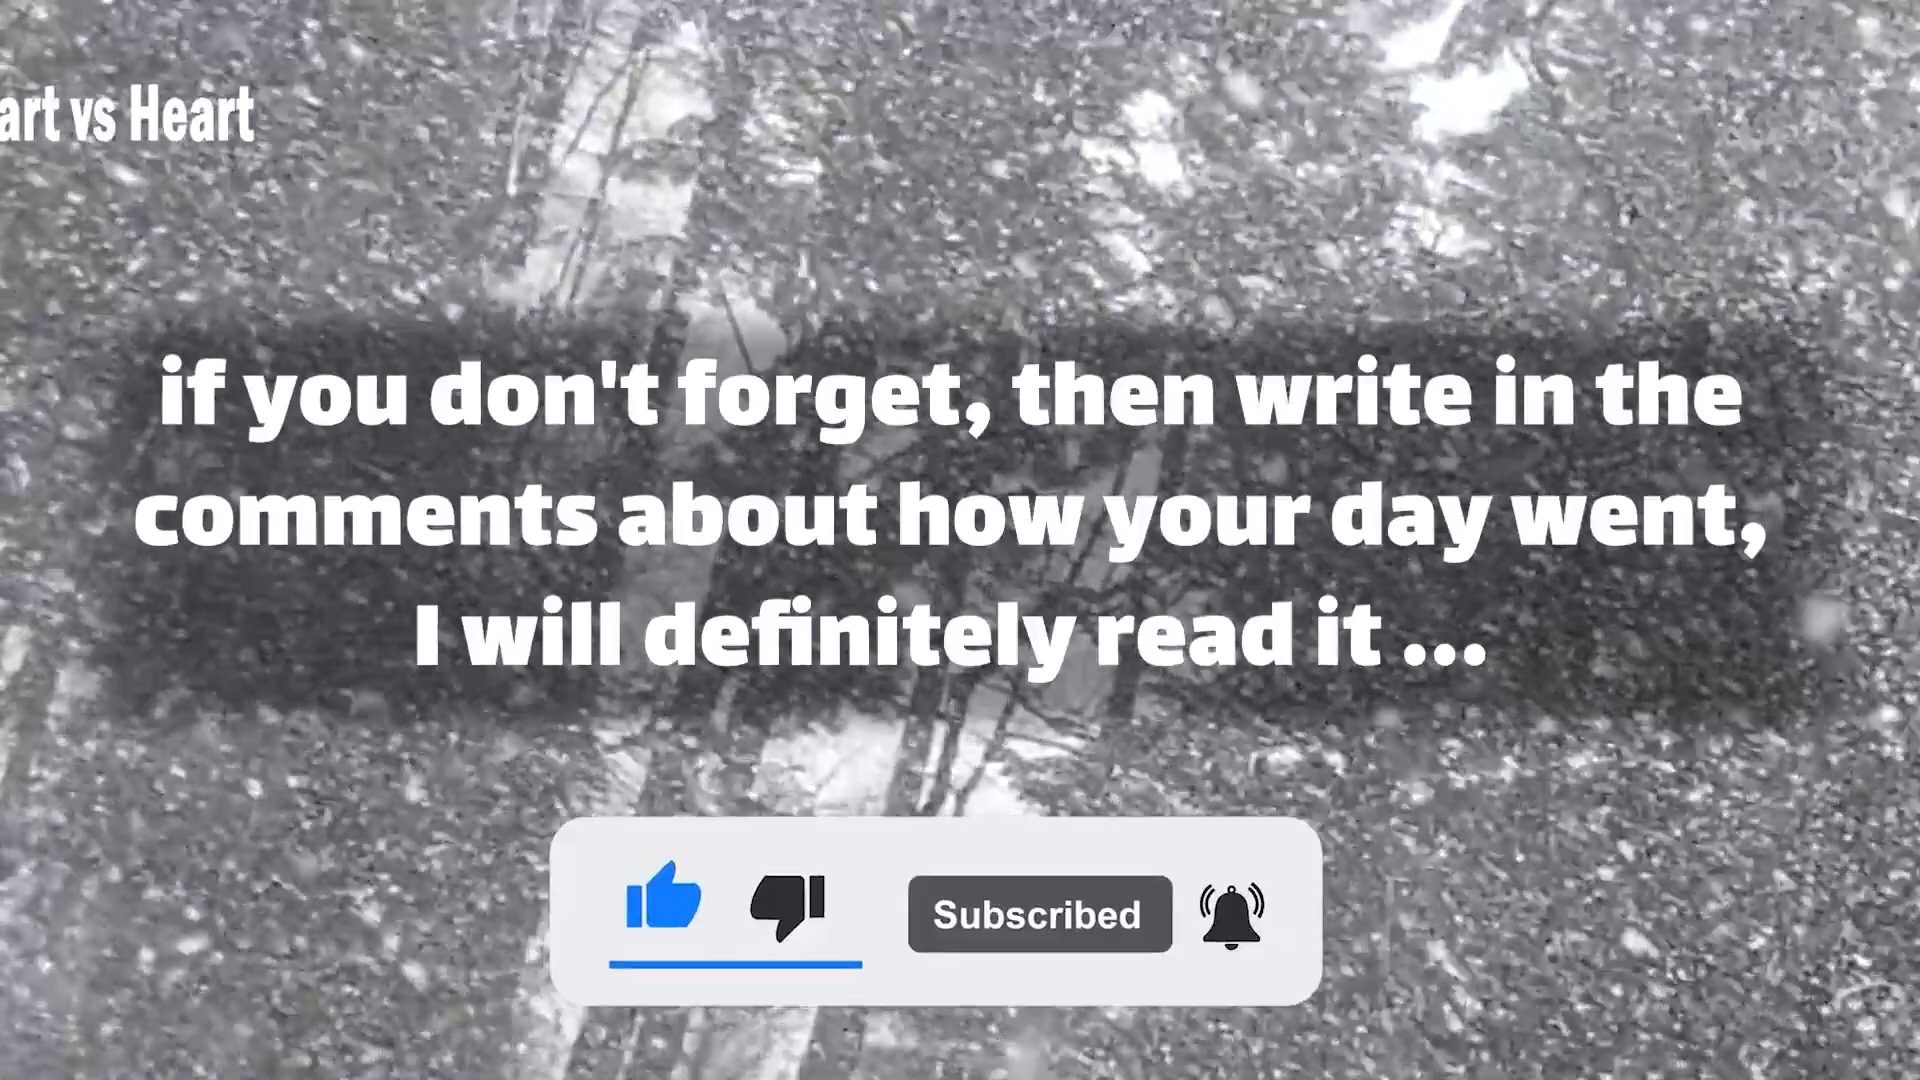 vs Heart
if you don't forget, then write in the
comments about how your day went,
I will definitely read it ...
Subscribed